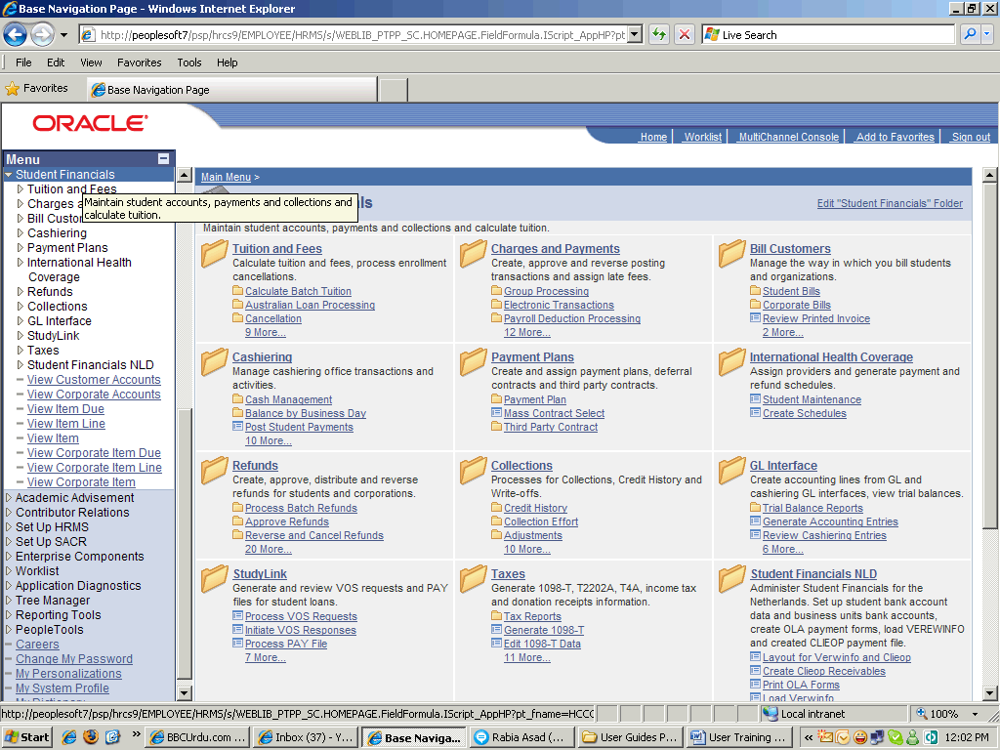 Base Navigation Page - Windows Internet Explorer
http://peoplesoft7/psp/hrcs9/EMPLOYEE/HRMS/s/WEBLIB_PTPP_SC.HOMEPAGE.FieldFormula.IScript_AppHP?pt
Live Search
File Edit View Favorites Tools Help
Favorites
Base Navigation Page
ORACLE
Home Worklist MultiChannel Console Add to Favorites Sign out
Menu
Student Financials
Tuition and Fees
Charges a
Bill Custo
Cashiering
Payment Plans
International Health
Coverage
Refunds
Collections
GL Interface
StudyLink
Taxes
Student Financials NLD
View Customer Accounts
View Corporate Accounts
View Item Due
View Item Line
View Item
View Corporate Item Due
View Corporate Item Line
View Corporate Item
Academic Advisement
Contributor Relations
Set Up HRMS
Set Up SACR
Enterprise Components
Worklist
Application Diagnostics
Tree Manager
Reporting Tools
PeopleTools
Careers
Change My Password
My Personalizations
My System Profile
My Dictionary
Maintain student accounts, payments and collections and
calculate tuition.
Main Menu >
ls
Edit "Student Financials" Folder
Maintain student accounts, payments and collections and calculate tuition.
Tuition and Fees
Calculate tuition and fees, process enrollment
cancellations.
Calculate Batch Tuition
Australian Loan Processing
Cancellation
9 More...
Charges and Payments
Create, approve and reverse posting
transactions and assign late fees.
Group Processing
Electronic Transactions
Payroll Deduction Processing
12 More...
Bill Customers
Manage the way in which you bill students
and organizations.
Student Bills
Corporate Bills
Review Printed Invoice
2 More...
Cashiering
Manage cashiering office transactions and
activities.
Cash Management
Balance by Business Day
Post Student Payments
10 More...
Payment Plans
Create and assign payment plans, deferral
contracts and third party contracts.
Payment Plan
Mass Contract Select
Third Party Contract
International Health Coverage
Assign providers and generate payment and
refund schedules.
Student Maintenance
Create Schedules
Refunds
Create, approve, distribute and reverse
refunds for students and corporations.
Process Batch Refunds
Approve Refunds
Reverse and Cancel Refunds
20 More...
Collections
Processes for Collections, Credit History and
Write-offs.
Credit History
Collection Effort
Adjustments
10 More...
GL Interface
Create accounting lines from GL and
cashiering GL interfaces, view trial balances.
Trial Balance Reports
Generate Accounting Entries
Review Cashiering Entries
6 More...
StudyLink
Generate and review VOS requests and PAY
files for student loans.
Process VOS Requests
Initiate VOS Responses
Process PAY File
7 More...
Taxes
Generate 1098-T, T2202A, T4A, income tax
and donation receipts information.
Tax Reports
Generate 1098-T
Edit 1098-T Data
11 More...
Student Financials NLD
Administer Student Financials for the
Netherlands. Set up student bank account
data and business units bank accounts,
create OLA payment forms, load VEREWINFO
and created CLIEOP payment file.
Layout for Verwinfo and Clieop
Create Clieop Receivables
Print OLA Forms
Load Verwinfo
http://peoplesoft7/psp/hrcs9/EMPLOYEE/HRMS/s/WEBLIB_PTPP_SC.HOMEPAGE.FieldFormula.IScript_AppHP?pt_fname=HCCC
Local intranet
100%
Start
»
BBCUrdu.com ...
Inbox (37) - Y...
Base Naviga...
Rabia Asad (...
User Guides P...
User Training ...
«
12:02 PM